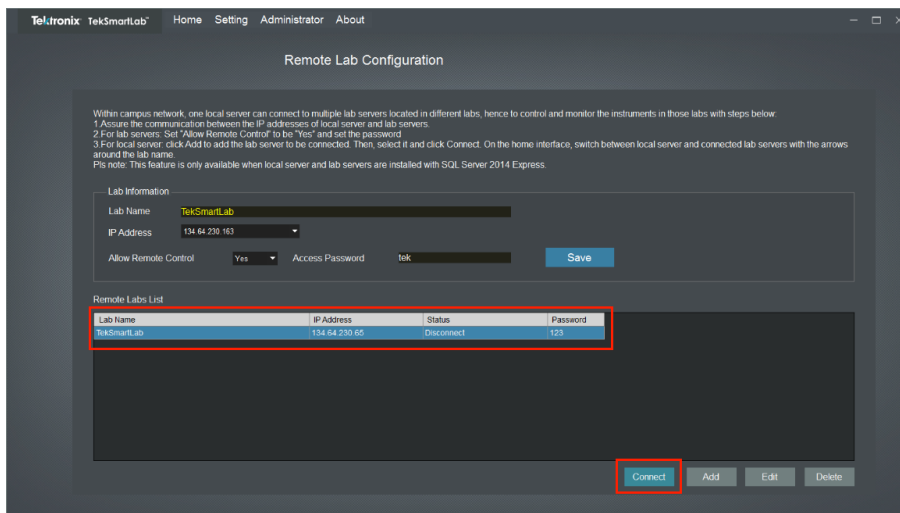 Tektronix TekSmartLab™ Home Setting Administrator About
Remote Lab Configuration
Within campus network, one local server can connect to multiple lab servers located in different labs, hence to control and monitor the instruments in those labs with steps below:
1.Assure the communication between the IP addresses of local server and lab servers.
2.For lab servers: Set "Allow Remote Control" to be "Yes" and set the password
3.For local server: click Add to add the lab server to be connected. Then, select it and click Connect. On the home interface, switch between local server and connected lab servers with the arrows
around the lab name.
Pls note: This feature is only available when local server and lab servers are installed with SQL Server 2014 Express.
Lab Information
Lab Name TekSmartLab
IP Address 134.64.230.163
Allow Remote Control Yes Access Password tek Save
Remote Labs List
Lab Name IP Address Status Password
TekSmartLab 134.64.230.65 Disconnect 123
Connect Add Edit Delete